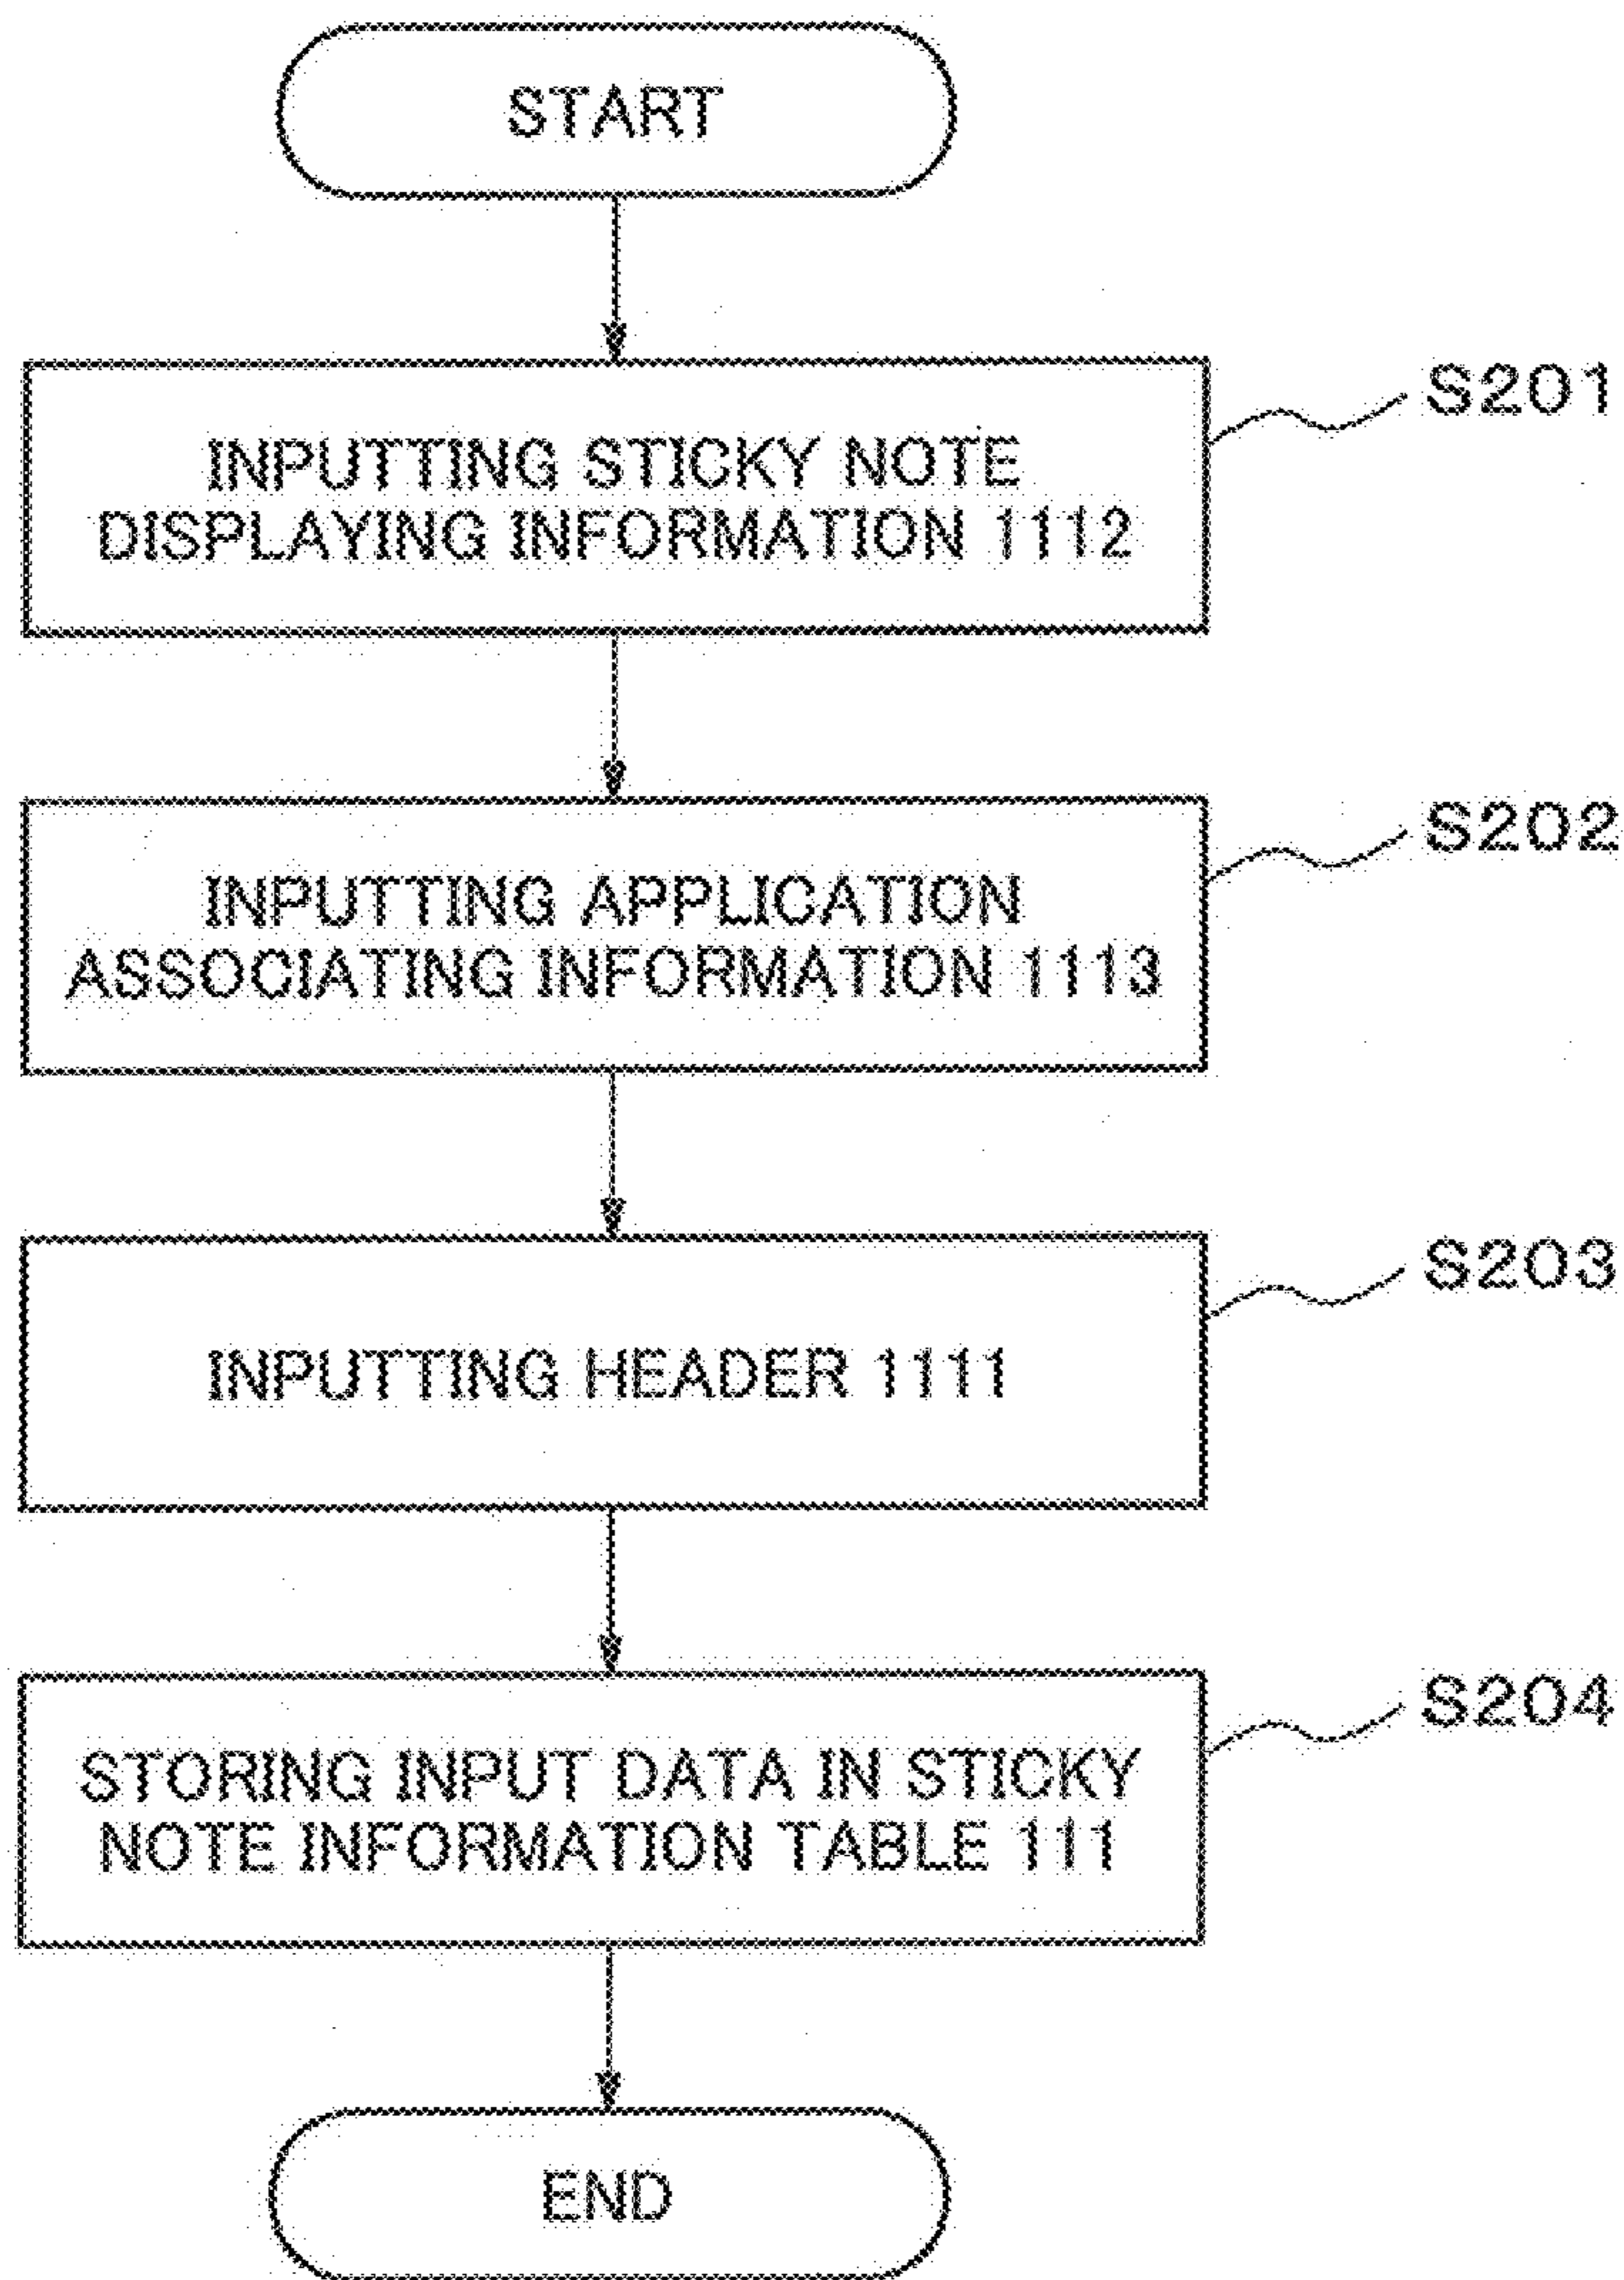 START
S201
INPUTTING STICKY NOTE
DISPLAYING INFORMATION 1112
S202
INPUTTING APPLICATION
ASSOCIATING INFORMATION 1113
S203
INPUTTING HEADER 1111
S204
STORING INPUT DATA IN STICKY
NOTE INFORMATION TABLE 111
END